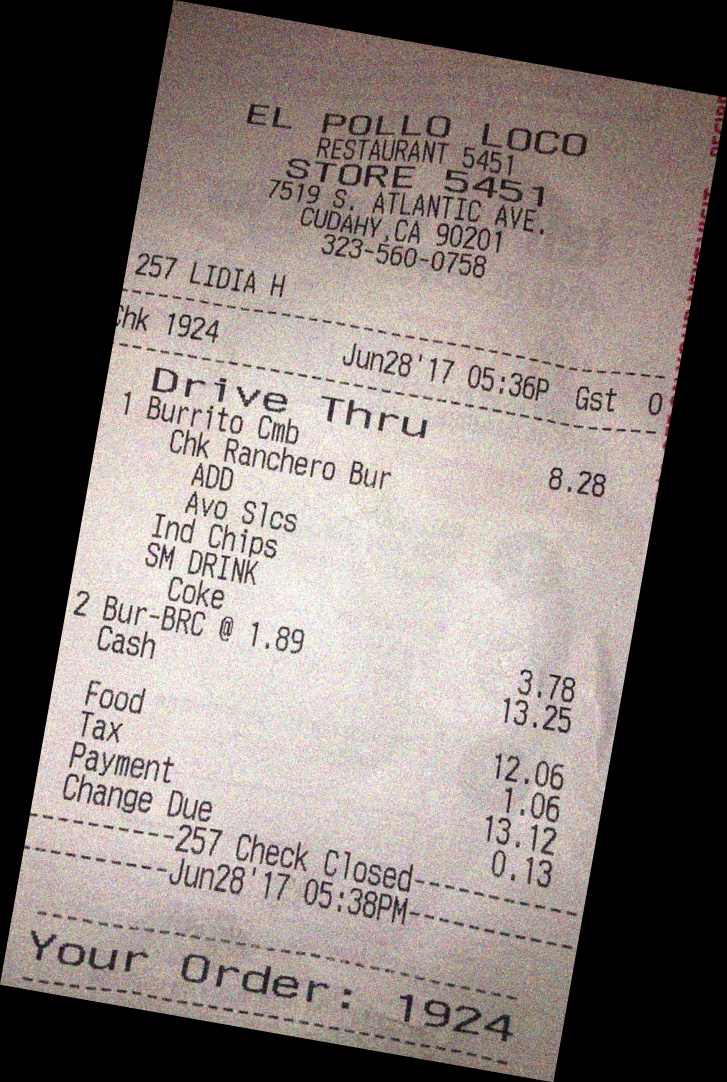 EL POLLO LOCO
RESTAURANT 5451
STORE 5451
7519 S. ATLANTIC AVE.
CUDAHY,CA 90201
323-560-0758
257 LIDIA H
Chk 1924 Jun28'17 05:36P Gst 0
Drive Thru
1 Burrito Cmb 8.28
Chk Ranchero Bur
ADD
Avo Slcs
Ind Chips
SM DRINK
Coke
2 Bur-BRC @ 1.89 3.78
Cash 13.25
Food 12.06
Tax 1.06
Payment 13.12
Change Due 0.13
---------257 Check Closed----------
---------Jun28'17 05:38PM----------
Your Order: 1924